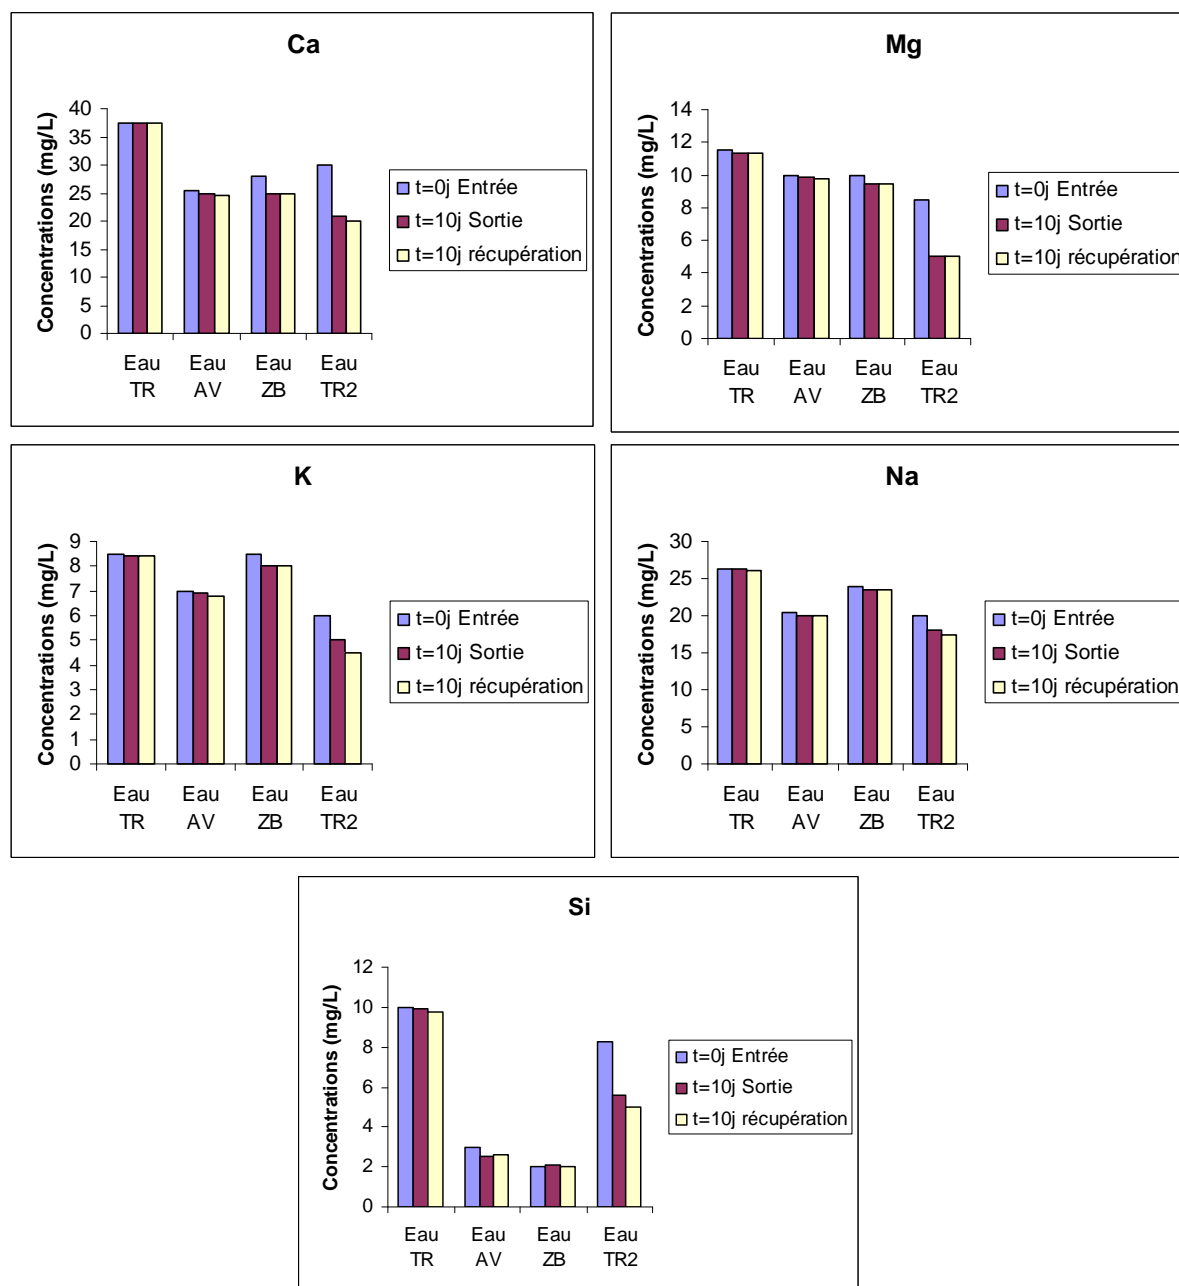 Ca
Concentrations (mg/L)
40
35
30
25
20
15
10
5
0
Eau TR
Eau AV
Eau ZB
Eau TR2
t=0j Entrée
t=10j Sortie
t=10j récupération
Mg
Concentrations (mg/L)
14
12
10
8
6
4
2
0
Eau TR
Eau AV
Eau ZB
Eau TR2
t=0j Entrée
t=10j Sortie
t=10j récupération
K
Concentrations (mg/L)
9
8
7
6
5
4
3
2
1
0
Eau TR
Eau AV
Eau ZB
Eau TR2
t=0j Entrée
t=10j Sortie
t=10j récupération
Na
Concentrations (mg/L)
30
25
20
15
10
5
0
Eau TR
Eau AV
Eau ZB
Eau TR2
t=0j Entrée
t=10j Sortie
t=10j récupération
Si
Concentrations (mg/L)
12
10
8
6
4
2
0
Eau TR
Eau AV
Eau ZB
Eau TR2
t=0j Entrée
t=10j Sortie
t=10j récupération